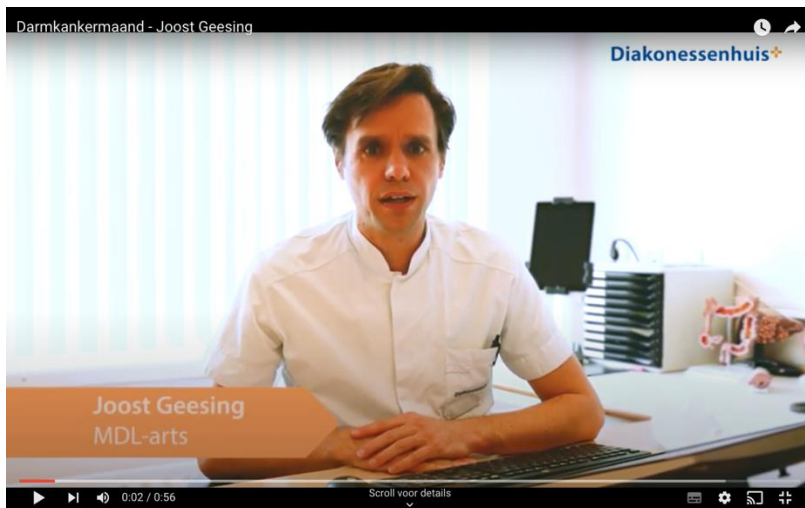 Darmkankermaand - Joost Geesing
Diakonessenhuis
Joost Geesing
MDL-arts
0:02 / 0:56
Scroll voor details